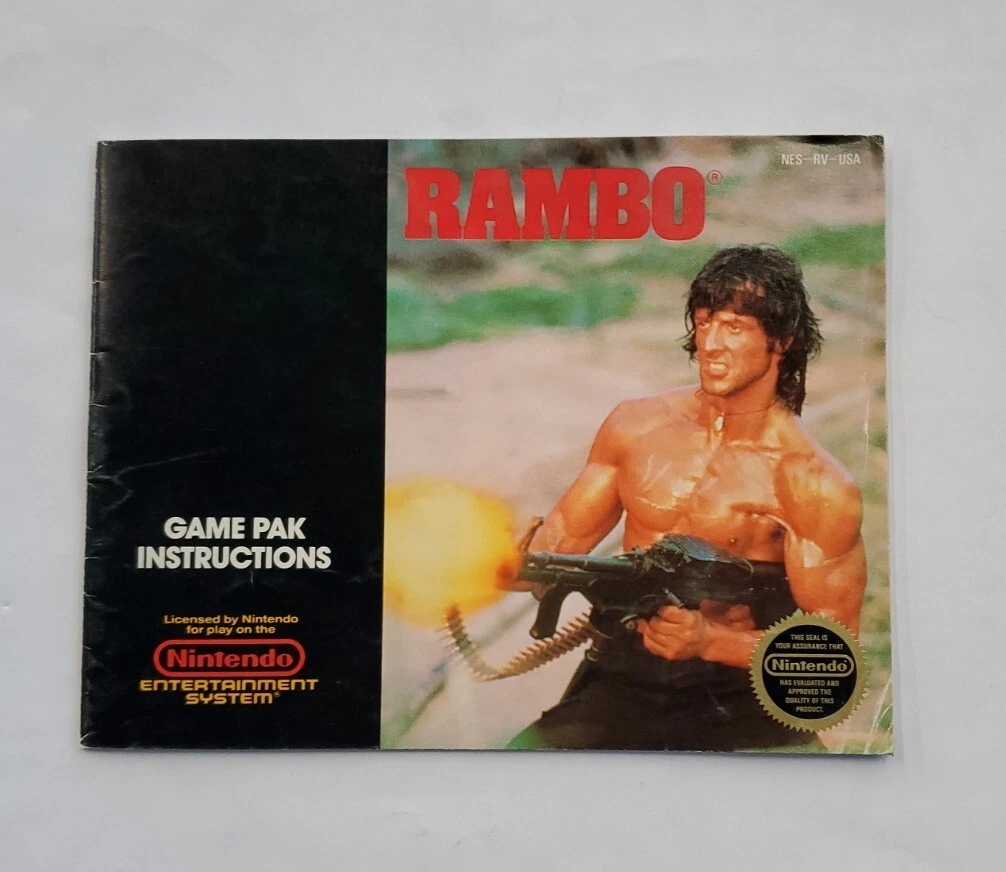 NES-RV-USA
RAMBO®
GAME PAK
INSTRUCTIONS
Licensed by Nintendo
for play on the
Nintendo
ENTERTAINMENT
SYSTEM®
THIS SEAL IS
YOUR ASSURANCE THAT
Nintendo®
HAS EVALUATED AND
APPROVED THE
QUALITY OF THIS
PRODUCT.